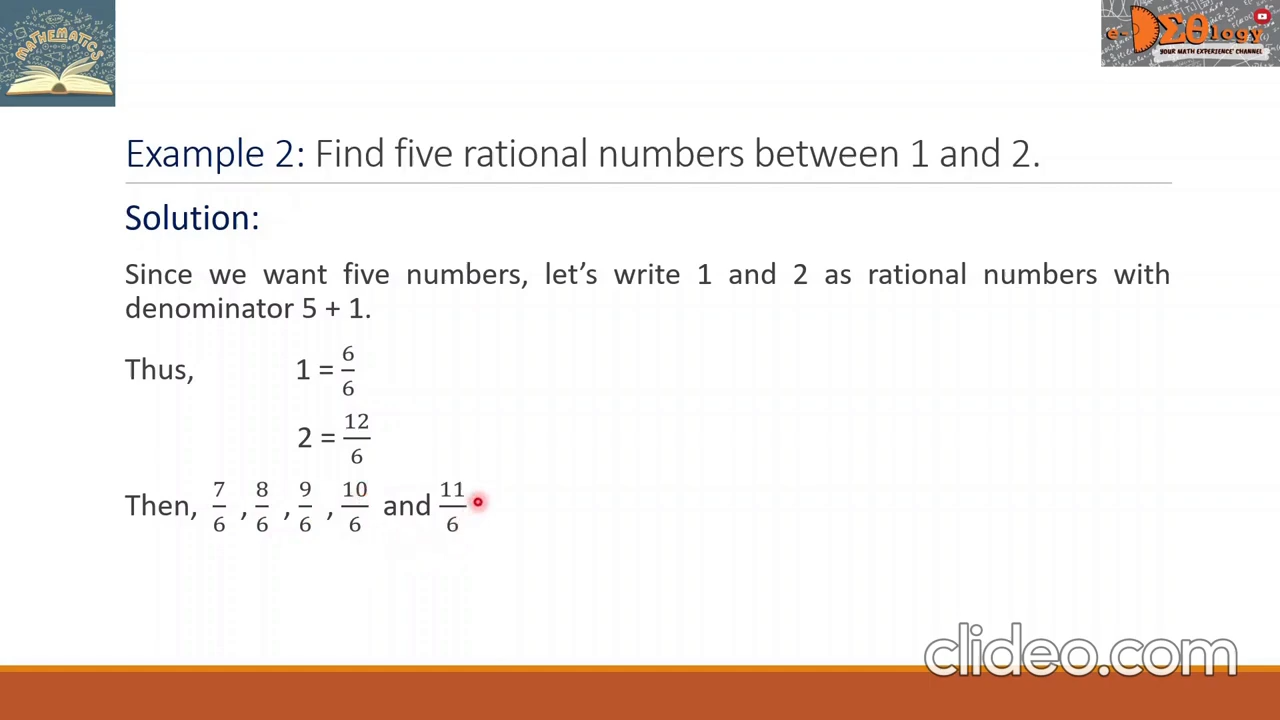 MATHEMATICS
e-DΣθlogy
YOUR MATH EXPERIENCE CHANNEL
Example 2: Find five rational numbers between 1 and 2.
Solution:
Since we want five numbers, let's write 1 and 2 as rational numbers with
denominator 5 + 1.
Thus, 1 = 6/6
2 = 12/6
Then, 7/6 , 8/6 , 9/6 , 10/6 and 11/6
clideo.com